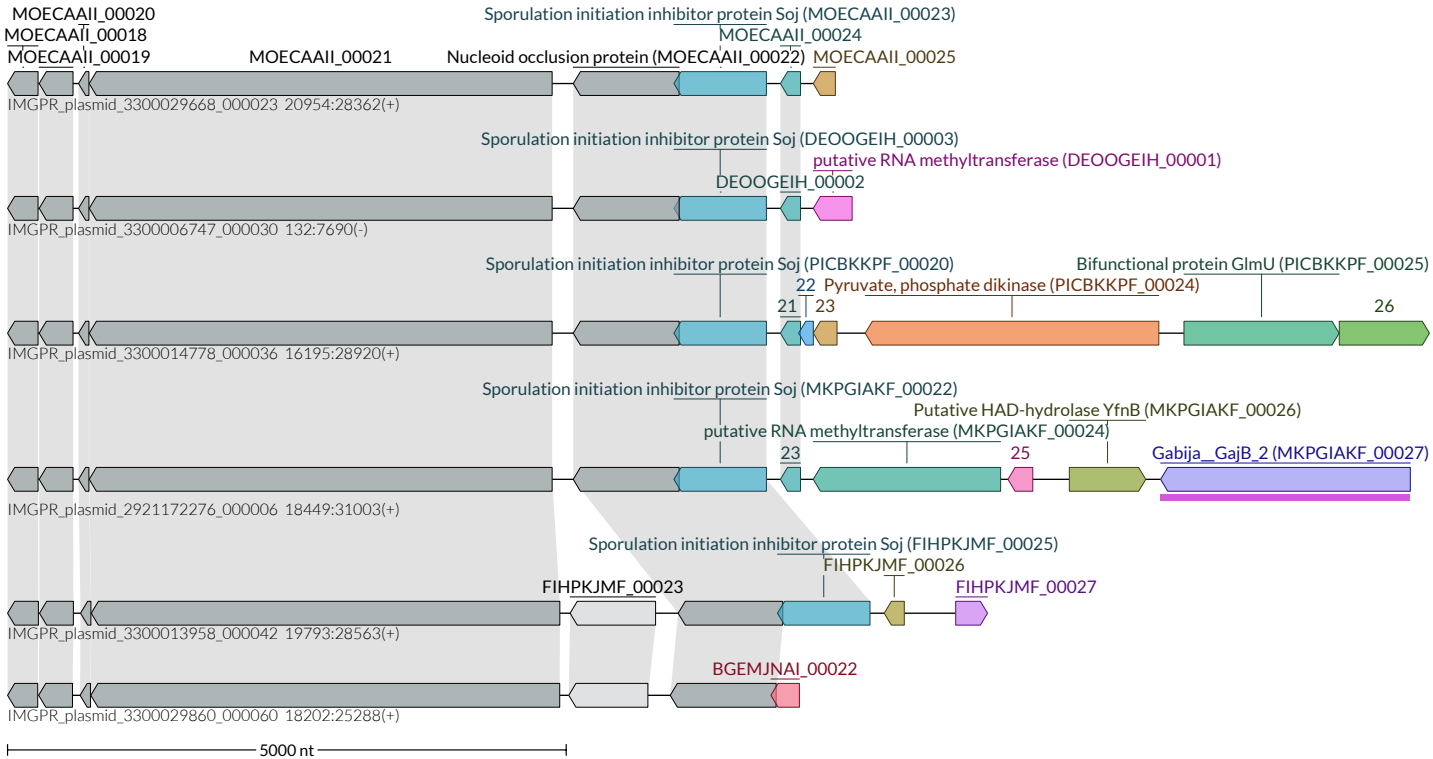 MOECAAII_00020
Sporulation initiation inhibitor protein Soj (MOECAAII_00023)
MOECAAII_00018
MOECAAII_00024
MOECAAII_00019
MOECAAII_00021
Nucleoid occlusion protein (MOECAAII_00022)
MOECAAII_00025
IMGPR_plasmid_3300029668_000023 20954:28362(+)
Sporulation initiation inhibitor protein Soj (DEOOGEIH_00003)
putative RNA methyltransferase (DEOOGEIH_00001)
DEOOGEIH_00002
IMGPR_plasmid_3300006747_000030 132:7690(-)
Sporulation initiation inhibitor protein Soj (PICBKKPF_00020)
Bifunctional protein GlmU (PICBKKPF_00025)
22
Pyruvate, phosphate dikinase (PICBKKPF_00024)
21
23
26
IMGPR_plasmid_3300014778_000036 16195:28920(+)
Sporulation initiation inhibitor protein Soj (MKPGIAKF_00022)
Putative HAD-hydrolase YfnB (MKPGIAKF_00026)
putative RNA methyltransferase (MKPGIAKF_00024)
23
25
Gabija__GajB_2 (MKPGIAKF_00027)
IMGPR_plasmid_2921172276_000006 18449:31003(+)
Sporulation initiation inhibitor protein Soj (FIHPKJMF_00025)
FIHPKJMF_00026
FIHPKJMF_00023
FIHPKJMF_00027
IMGPR_plasmid_3300013958_000042 19793:28563(+)
BGEMJNAI_00022
IMGPR_plasmid_3300029860_000060 18202:25288(+)
5000 nt